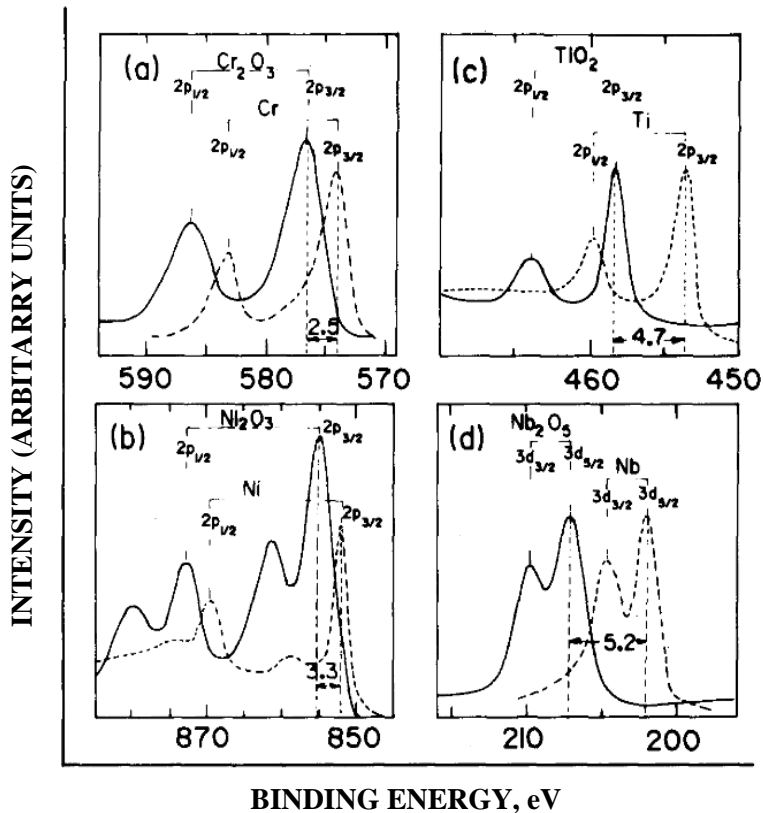 INTENSITY (ARBITARRY UNITS)
(a) Cr₂O₃
2p₁/₂ 2p₃/₂
Cr
2p₁/₂ 2p₃/₂
2.5
590 578 570
(c) TIO₂
2p₁/₂ 2p₃/₂
Ti
2p₁/₂ 2p₃/₂
4.7
460 450
(b) NI₂O₃
2p₁/₂ 2p₃/₂
Ni
2p₁/₂ 2p₃/₂
3.3
870 850
(d) Nb₂O₅
3d₃/₂ 3d₅/₂
Nb
3d₃/₂ 3d₅/₂
5.2
210 200
BINDING ENERGY, eV